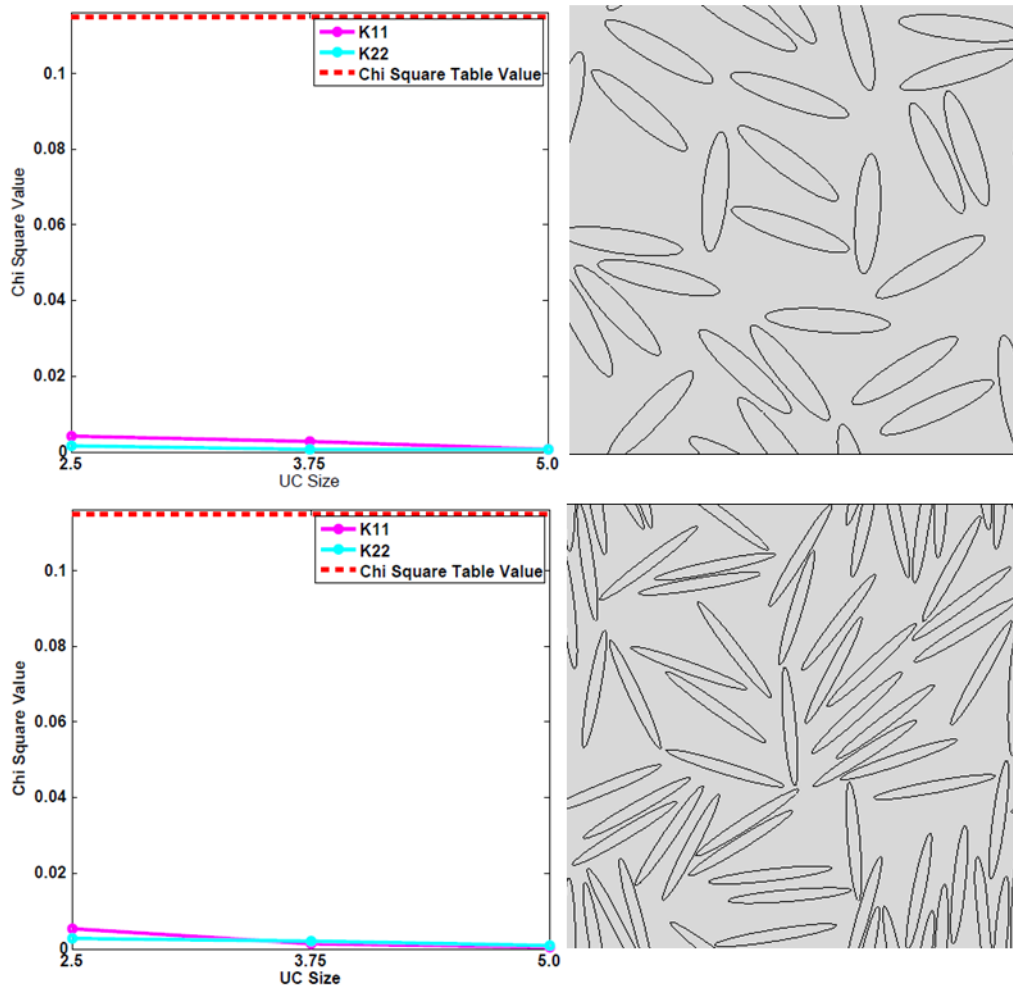 K11
K22
Chi Square Table Value
0.1
0.08
0.06
0.04
0.02
0
Chi Square Value
2.5
3.75
5.0
UC Size
K11
K22
Chi Square Table Value
0.1
0.08
0.06
0.04
0.02
0
Chi Square Value
2.5
3.75
5.0
UC Size